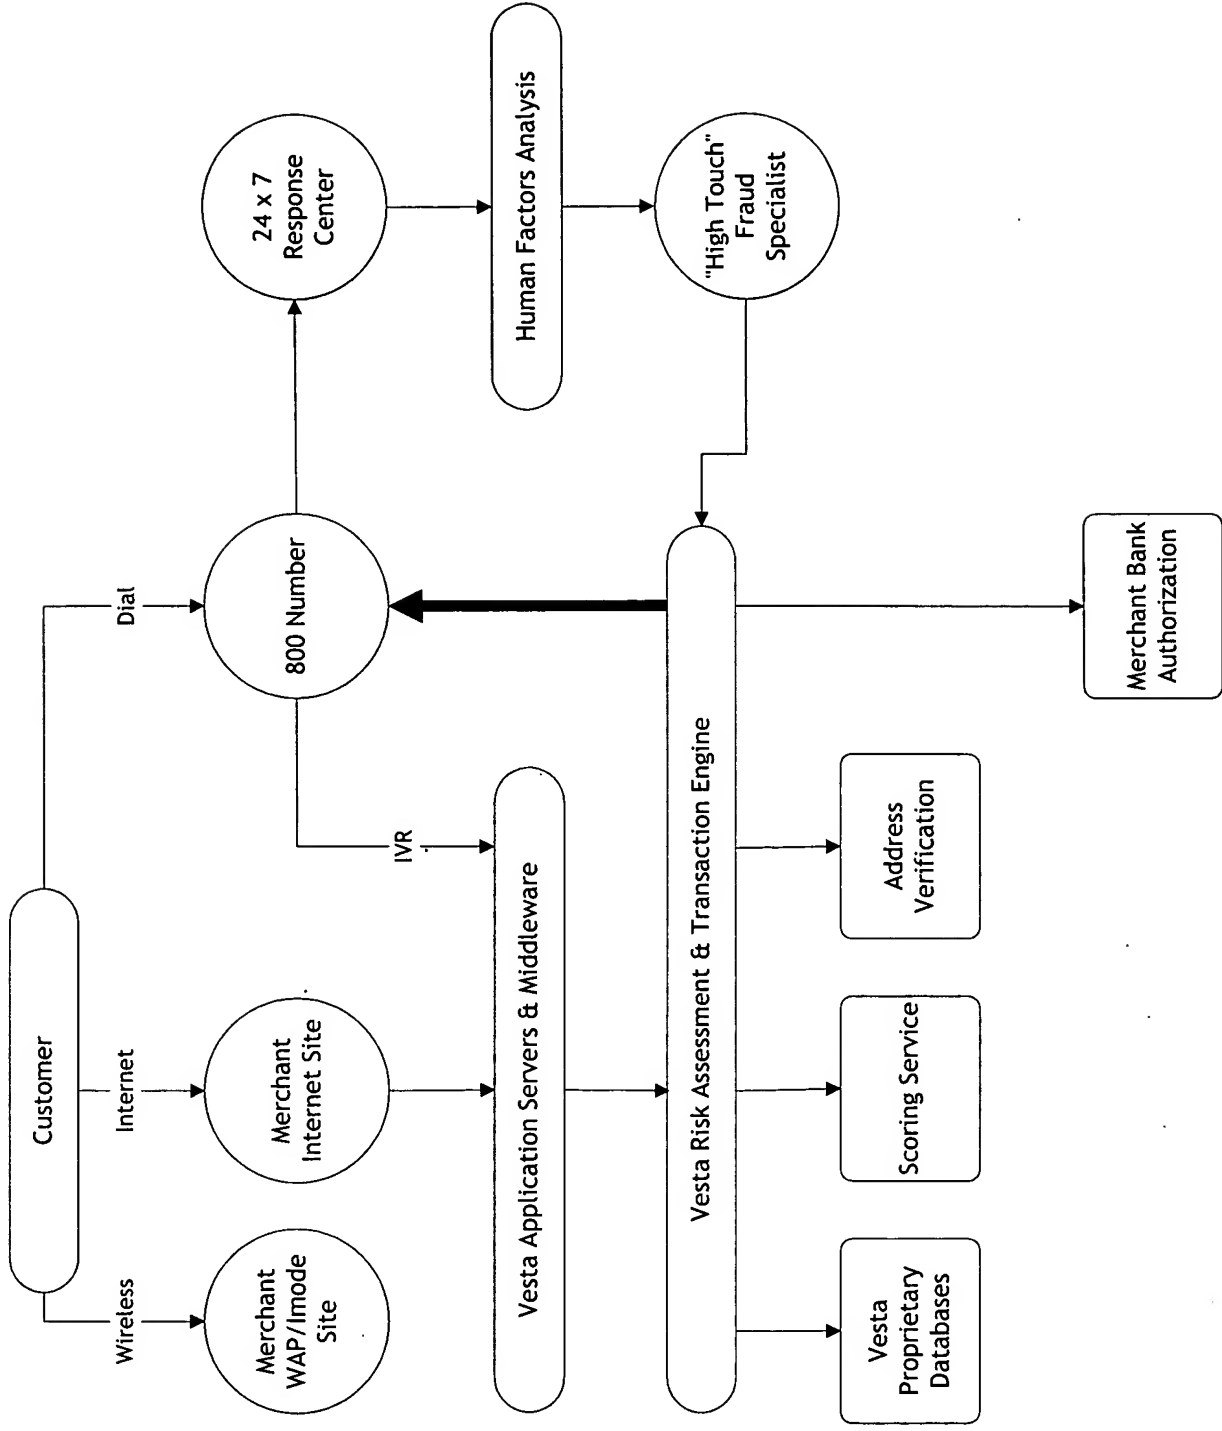 Customer
Wireless
Internet
Dial
Merchant
WAP/Imode
Site
Merchant
Internet Site
800 Number
24 x 7
Response
Center
IVR
Vesta Application Servers & Middleware
Human Factors Analysis
Vesta Risk Assessment & Transaction Engine
"High Touch"
Fraud
Specialist
Vesta
Proprietary
Databases
Scoring Service
Address
Verification
Merchant Bank
Authorization